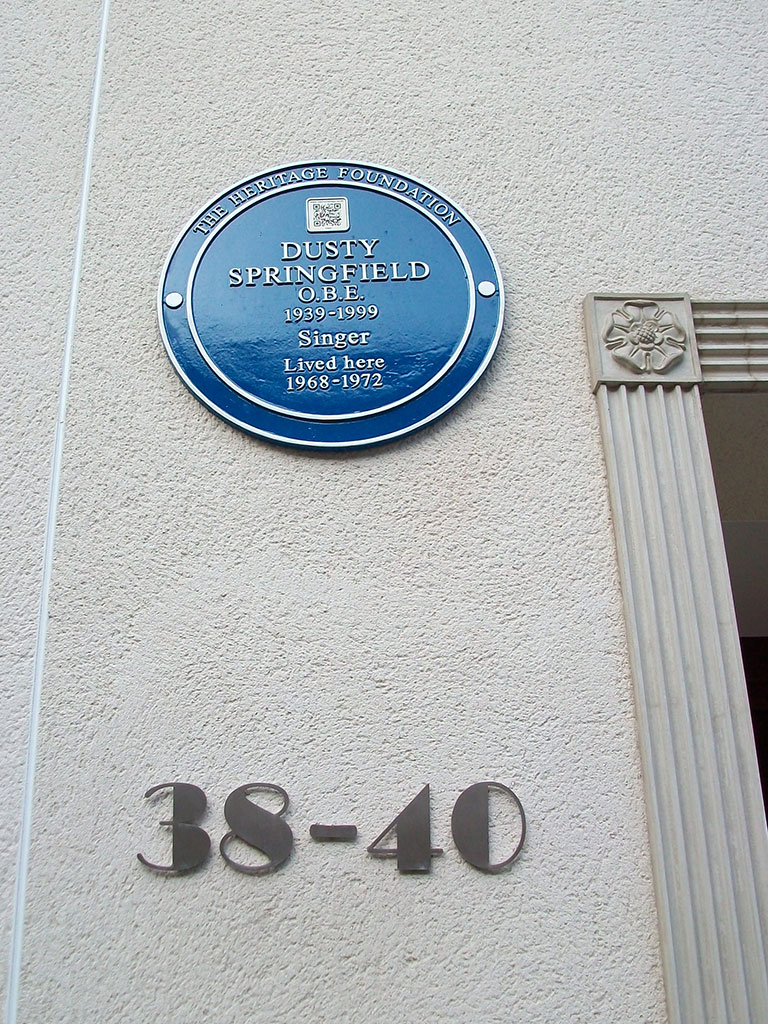 THE HERITAGE FOUNDATION
DUSTY
SPRINGFIELD
O.B.E.
1939-1999
Singer
Lived here
1968-1972
38-40